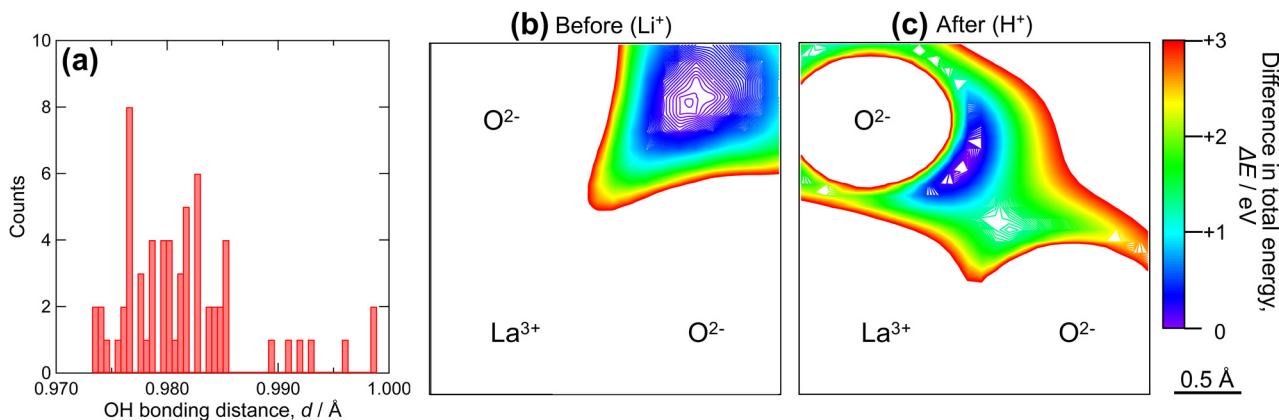 (a)
10
8
6
4
2
0
Counts
0.970
0.980
0.990
1.000
OH bonding distance, d / Å
(b) Before (Li⁺)
O²⁻
La³⁺
O²⁻
(c) After (H⁺)
O²⁻
La³⁺
O²⁻
+3
+2
+1
0
Difference in total energy,
ΔE / eV
0.5 Å